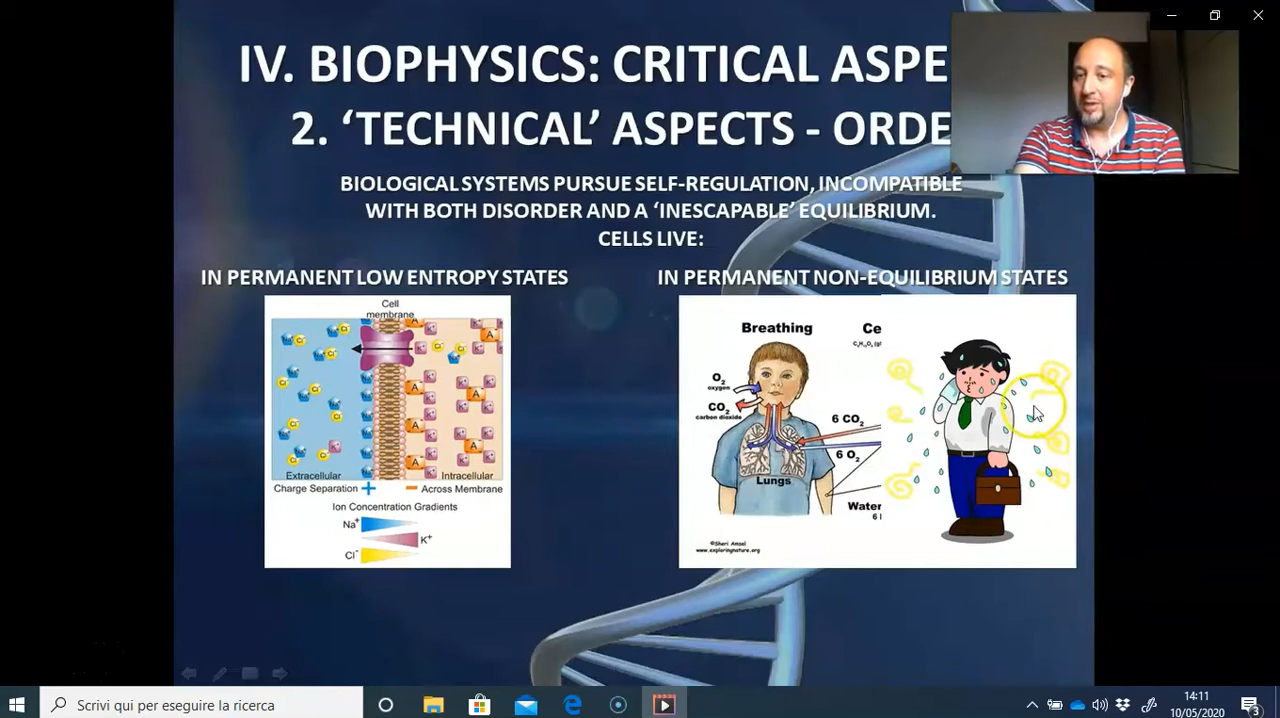 IV. BIOPHYSICS: CRITICAL ASPE
2. ‘TECHNICAL’ ASPECTS - ORDE
BIOLOGICAL SYSTEMS PURSUE SELF-REGULATION, INCOMPATIBLE
WITH BOTH DISORDER AND A ‘INESCAPABLE’ EQUILIBRIUM.
CELLS LIVE:
IN PERMANENT LOW ENTROPY STATES
IN PERMANENT NON-EQUILIBRIUM STATES
Cell
membrane
Extracellular
Intracellular
Charge Separation +
- Across Membrane
Ion Concentration Gradients
Na+
K+
Cl-
Breathing
Ce
O2
oxygen
CO2
carbon dioxide
6 CO2
6 O2
Lungs
Water
©Sheri Amsel
www.exploringnature.org
Scrivi qui per eseguire la ricerca
14:11
10/05/2020
3